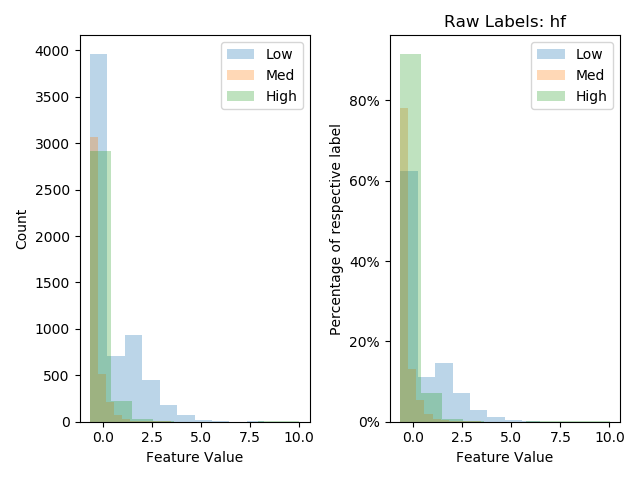 4000
3500
3000
2500
2000
1500
1000
500
0
Count
0.0 2.5 5.0 7.5 10.0
Feature Value
Low
Med
High
Raw Labels: hf
80%
60%
40%
20%
0%
Percentage of respective label
0.0 2.5 5.0 7.5 10.0
Feature Value
Low
Med
High